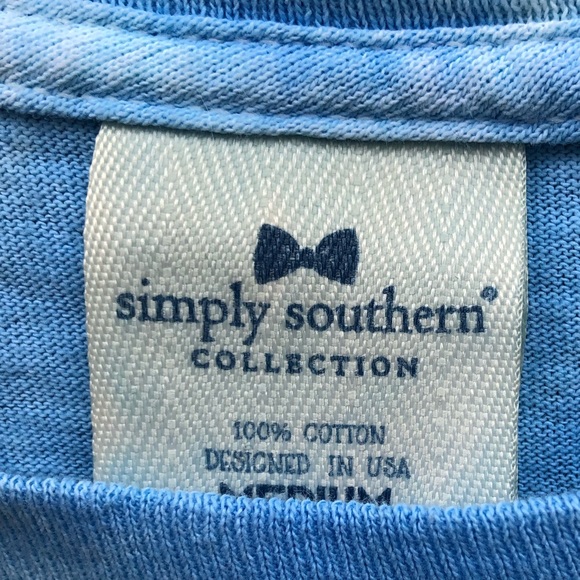 simply southern®
COLLECTION
100% COTTON
DESIGNED IN USA
MEDIUM